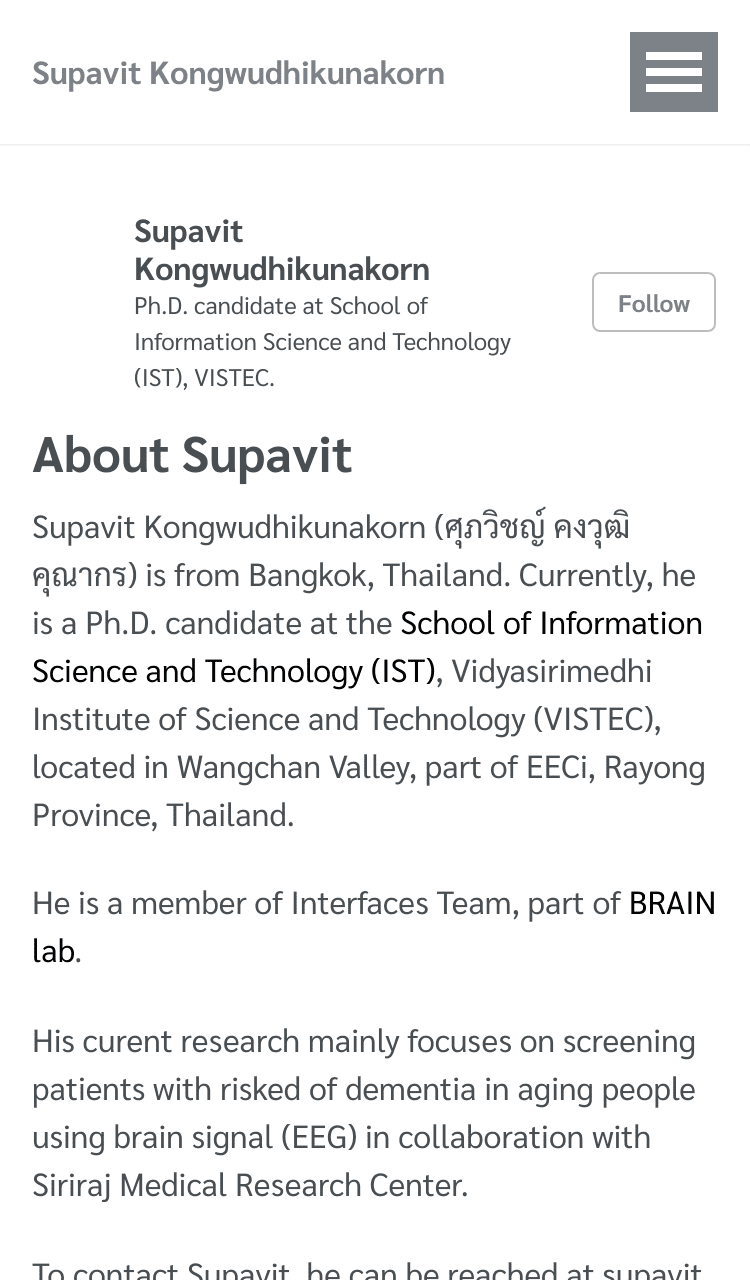 Supavit Kongwudhikunakorn
Supavit
Kongwudhikunakorn
Ph.D. candidate at School of
Information Science and Technology
(IST), VISTEC.
Follow
About Supavit
Supavit Kongwudhikunakorn (ศุภวิชญ์ คงวุฒิ
คุณากร) is from Bangkok, Thailand. Currently, he
is a Ph.D. candidate at the School of Information
Science and Technology (IST), Vidyasirimedhi
Institute of Science and Technology (VISTEC),
located in Wangchan Valley, part of EECi, Rayong
Province, Thailand.
He is a member of Interfaces Team, part of BRAIN
lab.
His curent research mainly focuses on screening
patients with risked of dementia in aging people
using brain signal (EEG) in collaboration with
Siriraj Medical Research Center.
To contact Supavit, he can be reached at supavit